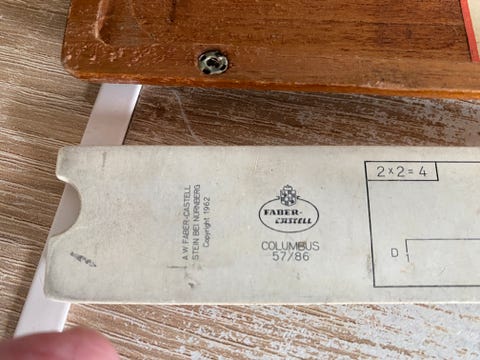 A.W. FABER-CASTELL
STEIN BEI NÜRNBERG
Copyright 1962
FABER-
CASTELL
COLUMBUS
57/86
2×2=4
D 1